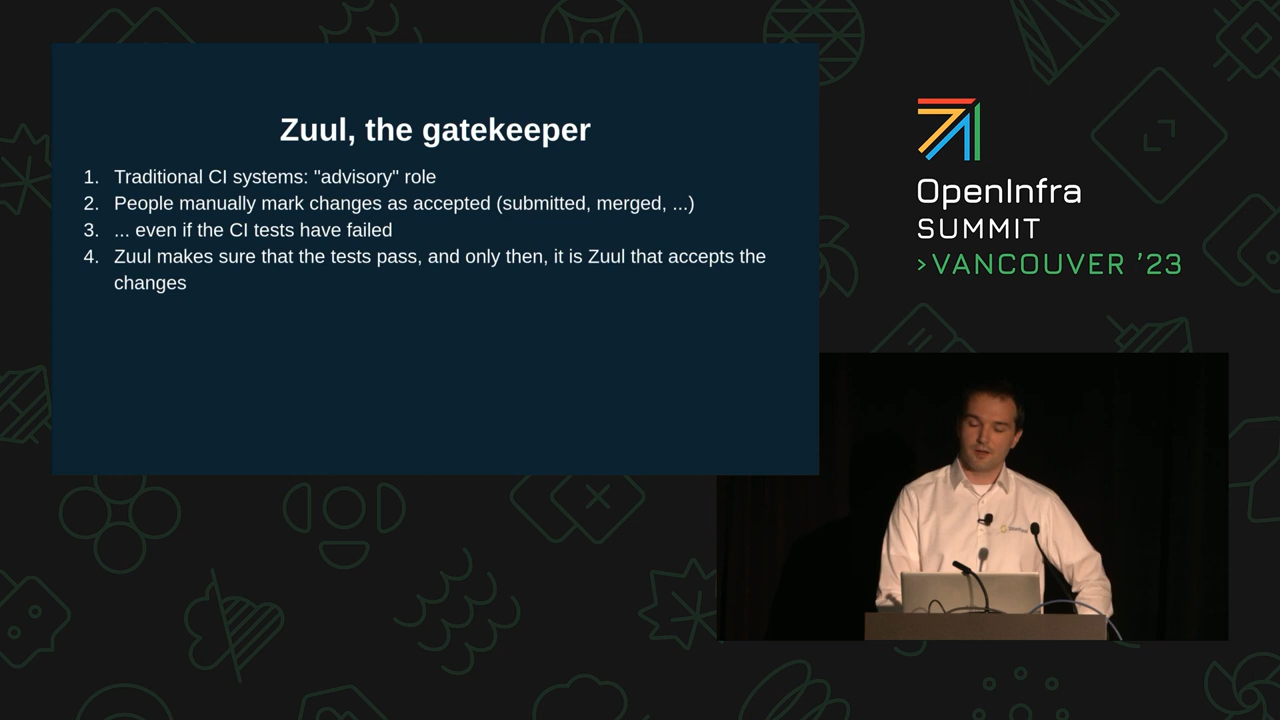 Zuul, the gatekeeper
1. Traditional CI systems: "advisory" role
2. People manually mark changes as accepted (submitted, merged, ...)
3. ... even if the CI tests have failed
4. Zuul makes sure that the tests pass, and only then, it is Zuul that accepts the
changes
OpenInfra
SUMMIT
>VANCOUVER ’23